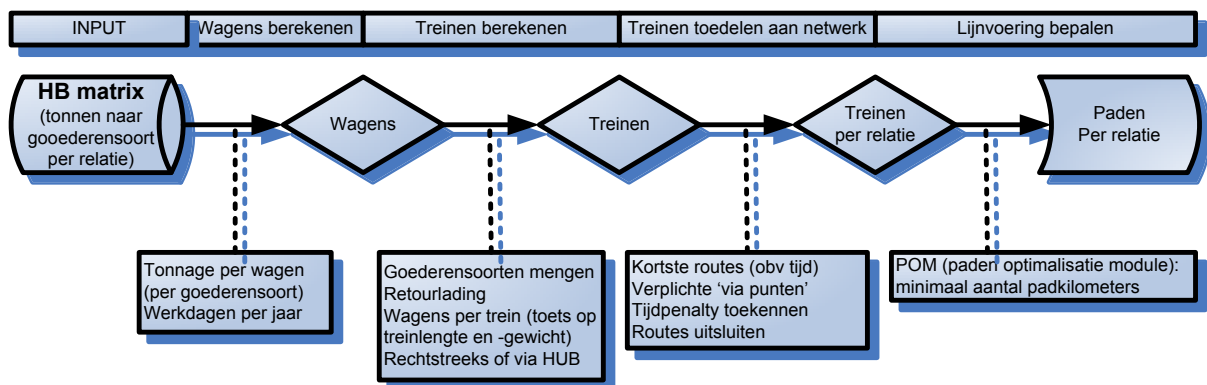 INPUT
Wagens berekenen
Treinen berekenen
Treinen toedelen aan netwerk
Lijnvoering bepalen
HB matrix
(tonnen naar
gooederensoort
per relatie)
Wagens
Treinen
Treinen
per relatie
Paden
Per relatie
Tonnage per wagen
(per goederensoort)
Werkdagen per jaar
Goederensoorten mengen
Retourlading
Wagens per trein (toets op
treinlengte en -gewicht)
Rechtstreeks of via HUB
Kortste routes (obv tijd)
Verplichte ‘via punten’
Tijdpenalty toekennen
Routes uitsluiten
POM (paden optimalisatie module):
minimaal aantal padkilometers